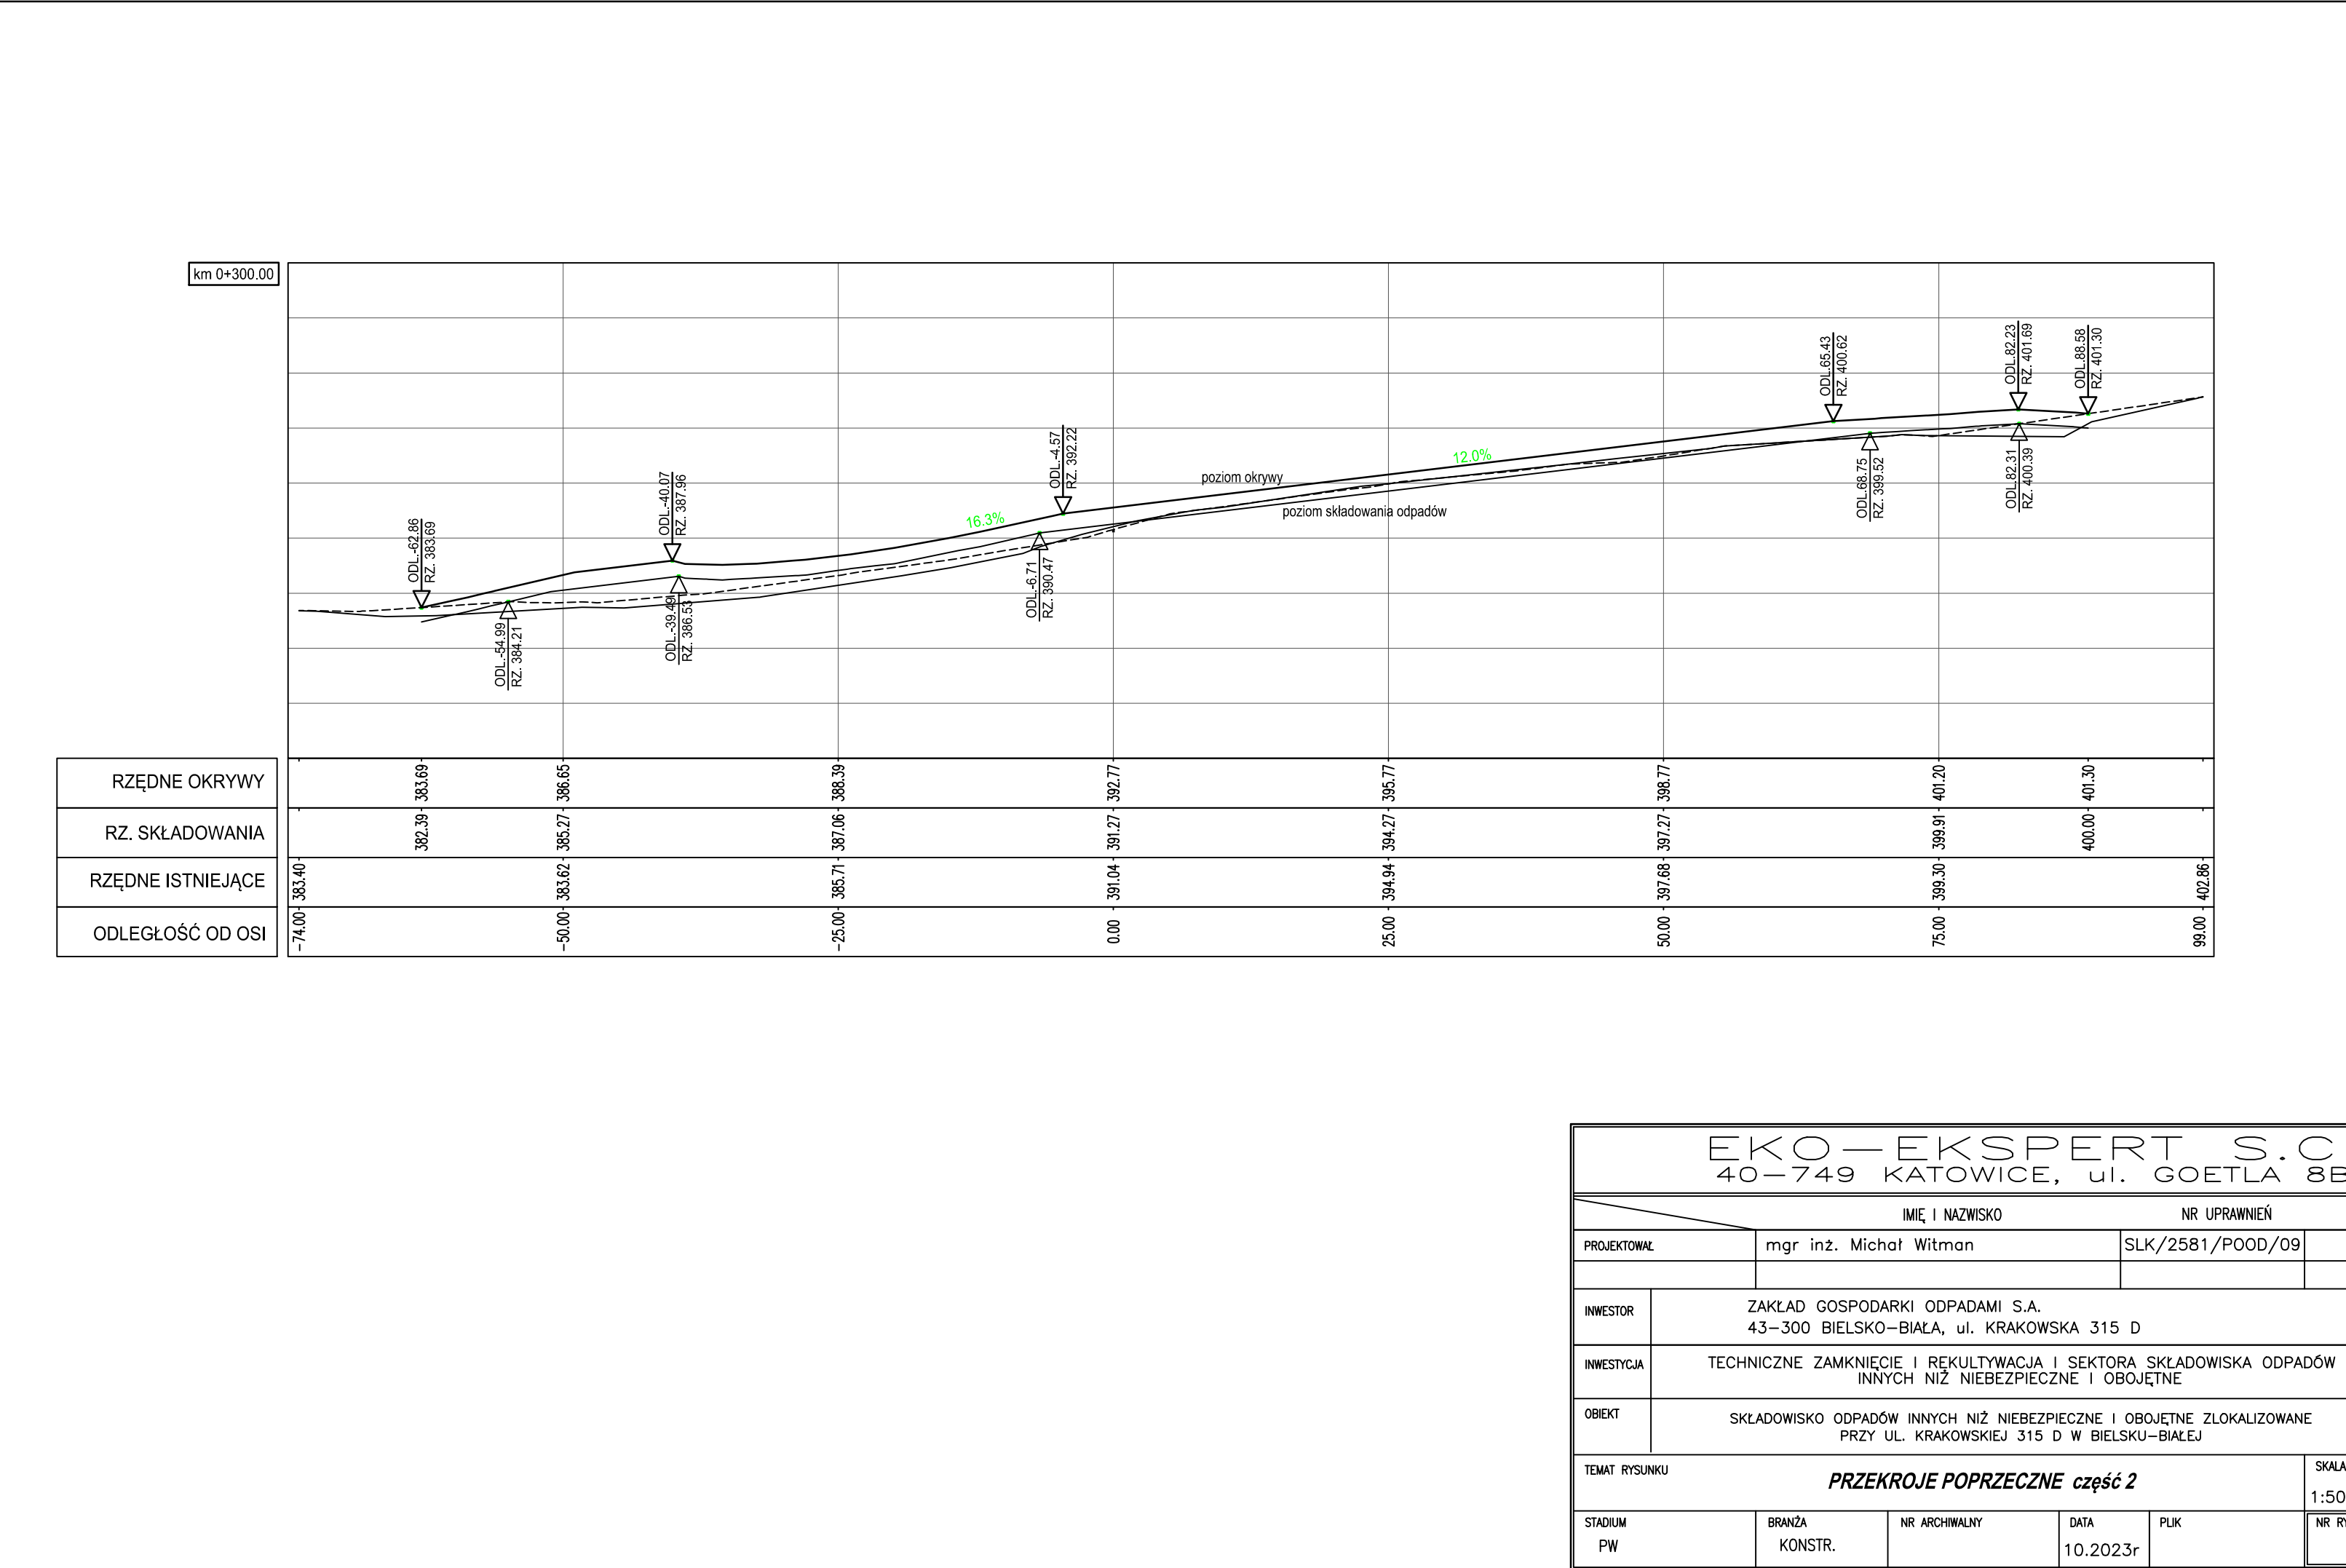 km 0+300.00
ODL.-62.86
RZ. 383.69
ODL.-40.07
RZ. 387.96
ODL.-4.57
RZ. 392.22
ODL.65.43
RZ. 400.62
ODL.82.23
RZ. 401.69
ODL.88.58
RZ. 401.30
16.3%
12.0%
poziom okrywy
poziom składowania odpadów
ODL.-54.99
RZ. 384.21
ODL.-39.49
RZ. 386.53
ODL.-6.71
RZ. 390.47
ODL.68.75
RZ. 399.52
ODL.82.31
RZ. 400.39
RZĘDNE OKRYWY 383.69 386.65 388.39 392.77 395.77 398.77 401.20 401.30
RZ. SKŁADOWANIA 382.39 385.27 387.06 391.27 394.27 397.27 399.91 400.00
RZĘDNE ISTNIEJĄCE 383.40 383.62 385.71 391.04 394.94 397.68 399.30 402.86
ODLEGŁOŚĆ OD OSI -74.00 -50.00 -25.00 0.00 25.00 50.00 75.00 99.00
EKO-EKSPERT S.C
40-749 KATOWICE, ul. GOETLA 8B
IMIĘ I NAZWISKO NR UPRAWNIEŃ
PROJEKTOWAŁ mgr inż. Michał Witman SLK/2581/POOD/09
INWESTOR ZAKŁAD GOSPODARKI ODPADAMI S.A.
43-300 BIELSKO-BIAŁA, ul. KRAKOWSKA 315 D
INWESTYCJA TECHNICZNE ZAMKNIĘCIE I REKULTYWACJA I SEKTORA SKŁADOWISKA ODPADÓW
INNYCH NIŻ NIEBEZPIECZNE I OBOJĘTNE
OBIEKT SKŁADOWISKO ODPADÓW INNYCH NIŻ NIEBEZPIECZNE I OBOJĘTNE ZLOKALIZOWANE
PRZY UL. KRAKOWSKIEJ 315 D W BIELSKU-BIAŁEJ
TEMAT RYSUNKU PRZEKROJE POPRZECZNE część 2 SKALA
1:50
STADIUM BRANŻA NR ARCHIWALNY DATA PLIK NR RY
PW KONSTR. 10.2023r